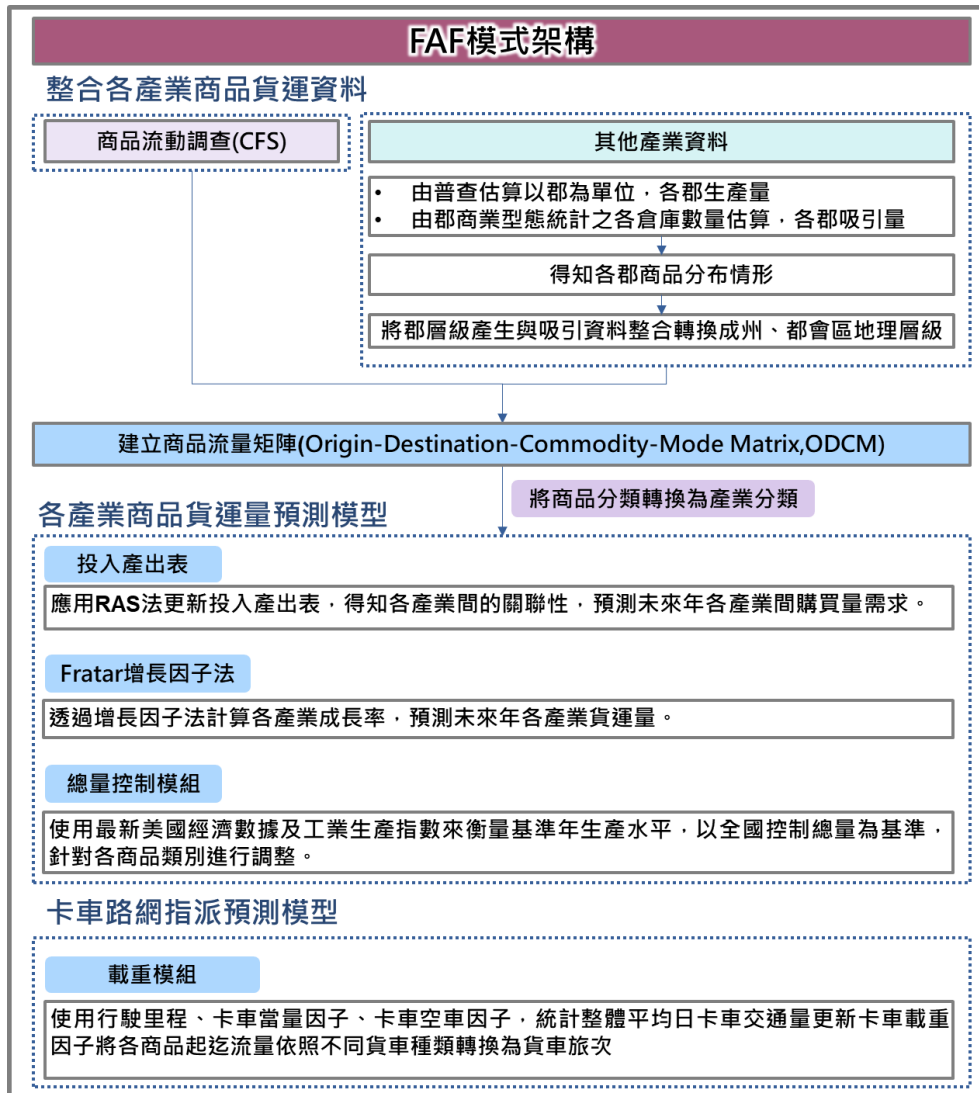 FAF模式架構
整合各產業商品貨運資料
商品流動調查(CFS)
其他產業資料
• 由普查估算以郡為單位，各郡生產量
• 由郡商業型態統計之各倉庫數量估算，各郡吸引量
得知各郡商品分布情形
將郡層級產生與吸引資料整合轉換成州、都會區地理層級
建立商品流量矩陣(Origin-Destination-Commodity-Mode Matrix,ODCM)
將商品分類轉換為產業分類
各產業商品貨運量預測模型
投入產出表
應用RAS法更新投入產出表，得知各產業間的關聯性，預測未來年各產業間購買量需求。
Fratar增長因子法
透過增長因子法計算各產業成長率，預測未來年各產業貨運量。
總量控制模組
使用最新美國經濟數據及工業生產指數來衡量基準年生產水平，以全國控制總量為基準，
針對各商品類別進行調整。
卡車路網指派預測模型
載重模組
使用行駛里程、卡車當量因子、卡車空車因子，統計整體平均日卡車交通量更新卡車載重
因子將各商品起迄流量依照不同貨車種類轉換為貨車旅次